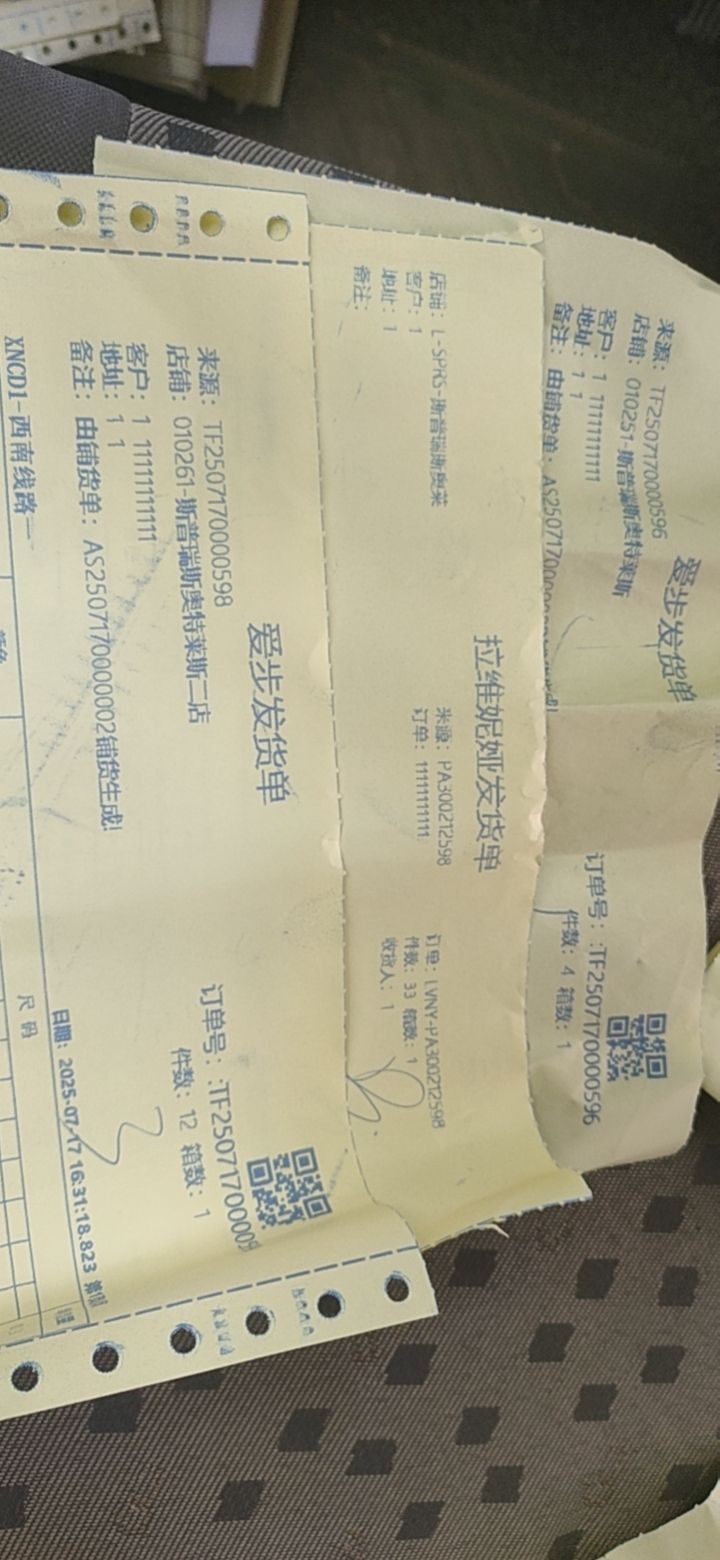 爱步发货单
来源：TF2507170000596
店铺：010251-斯普瑞斯奥特莱斯
客户：1 11111111111
地址：1 1
备注：由铺货单：AS250717000000
订单号：:TF2507170000596
件数：4 箱数：1
拉维妮娅发货单
店铺：L-SPRS-斯普瑞斯奥莱
客户：1
地址：1
备注：
来源：PA300212598
订单：11111111111
订单：LVNY-PA300212598
件数：33 箱数：1
收货人：1
爱步发货单
来源：TF2507170000598
店铺：010261-斯普瑞斯奥特莱斯二店
客户：1 11111111111
地址：1 1
备注：由铺货单：AS2507170000002铺货生成!
订单号：:TF25071700005
件数：12 箱数：1
XNCD1-西南线路一
日期：2025-07-17 16:31:18.823
尺码